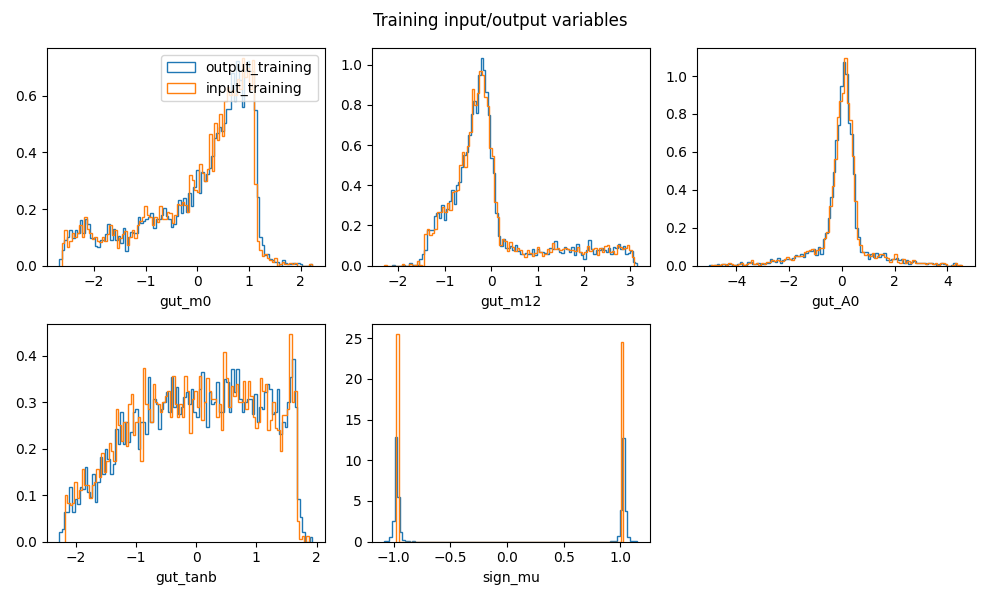 Training input/output variables
output_training
input_training
0.6
0.4
0.2
0.0
−2 −1 0 1 2
gut_m0
1.0
0.8
0.6
0.4
0.2
0.0
−2 −1 0 1 2 3
gut_m12
1.0
0.8
0.6
0.4
0.2
0.0
−4 −2 0 2 4
gut_A0
0.4
0.3
0.2
0.1
0.0
−2 −1 0 1 2
gut_tanb
25
20
15
10
5
0
−1.0 −0.5 0.0 0.5 1.0
sign_mu